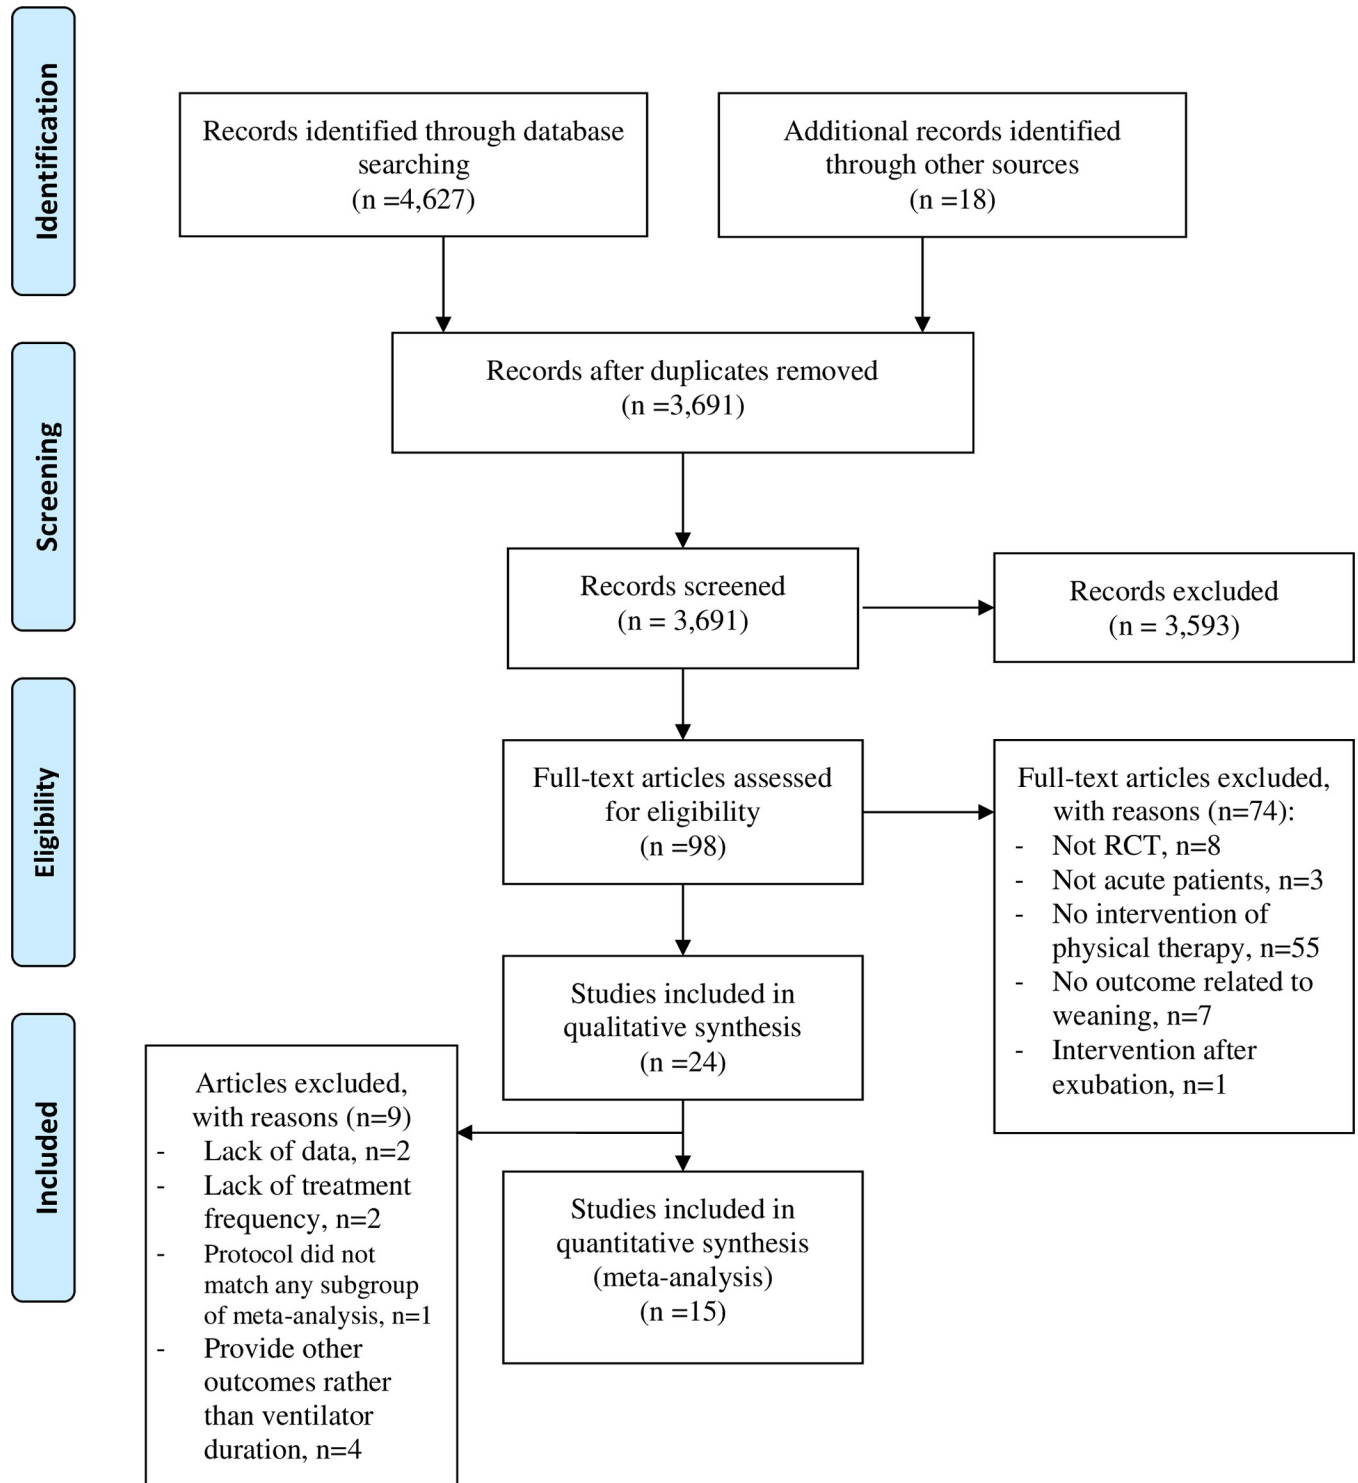 Identification
Records identified through database
searching
(n =4,627)
Additional records identified
through other sources
(n =18)
Screening
Records after duplicates removed
(n =3,691)
Records screened
(n = 3,691)
Records excluded
(n = 3,593)
Eligibility
Full-text articles assessed
for eligibility
(n =98)
Full-text articles excluded,
with reasons (n=74):
- Not RCT, n=8
- Not acute patients, n=3
- No intervention of
physical therapy, n=55
- No outcome related to
weaning, n=7
- Intervention after
exubation, n=1
Included
Studies included in
qualitative synthesis
(n =24)
Articles excluded,
with reasons (n=9)
- Lack of data, n=2
- Lack of treatment
frequency, n=2
- Protocol did not
match any subgroup
of meta-analysis, n=1
- Provide other
outcomes rather
than ventilator
duration, n=4
Studies included in
quantitative synthesis
(meta-analysis)
(n =15)